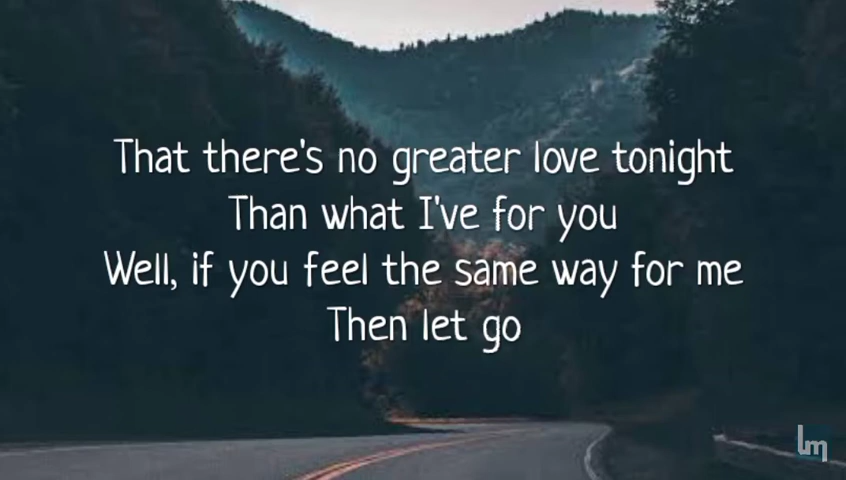 That there's no greater love tonight
Than what I've for you
Well, if you feel the same way for me
Then let go
lm